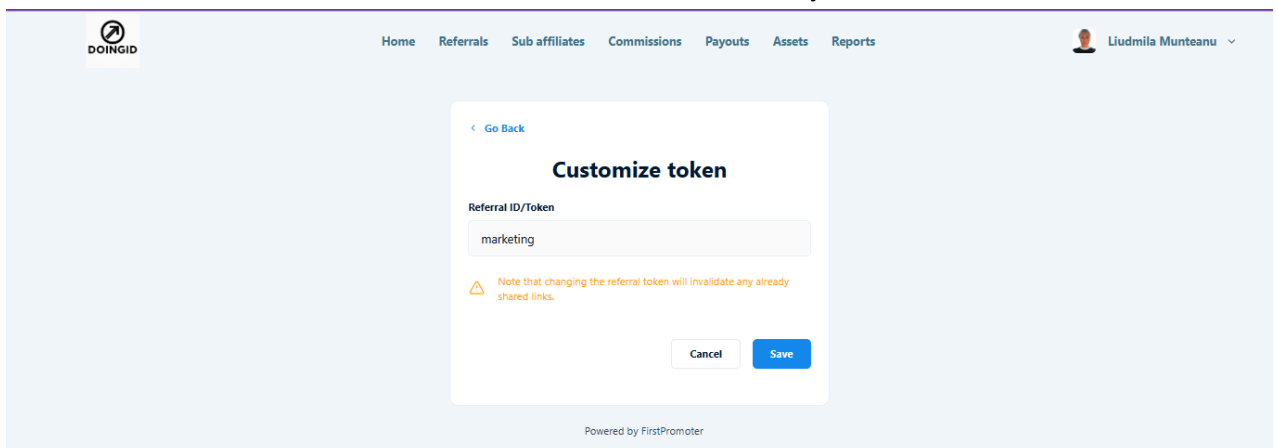 DOINGID
Home Referrals Sub affiliates Commissions Payouts Assets Reports
Liudmila Munteanu
Go Back
Customize token
Referral ID/Token
marketing
Note that changing the referral token will invalidate any already
shared links.
Cancel Save
Powered by FirstPromoter